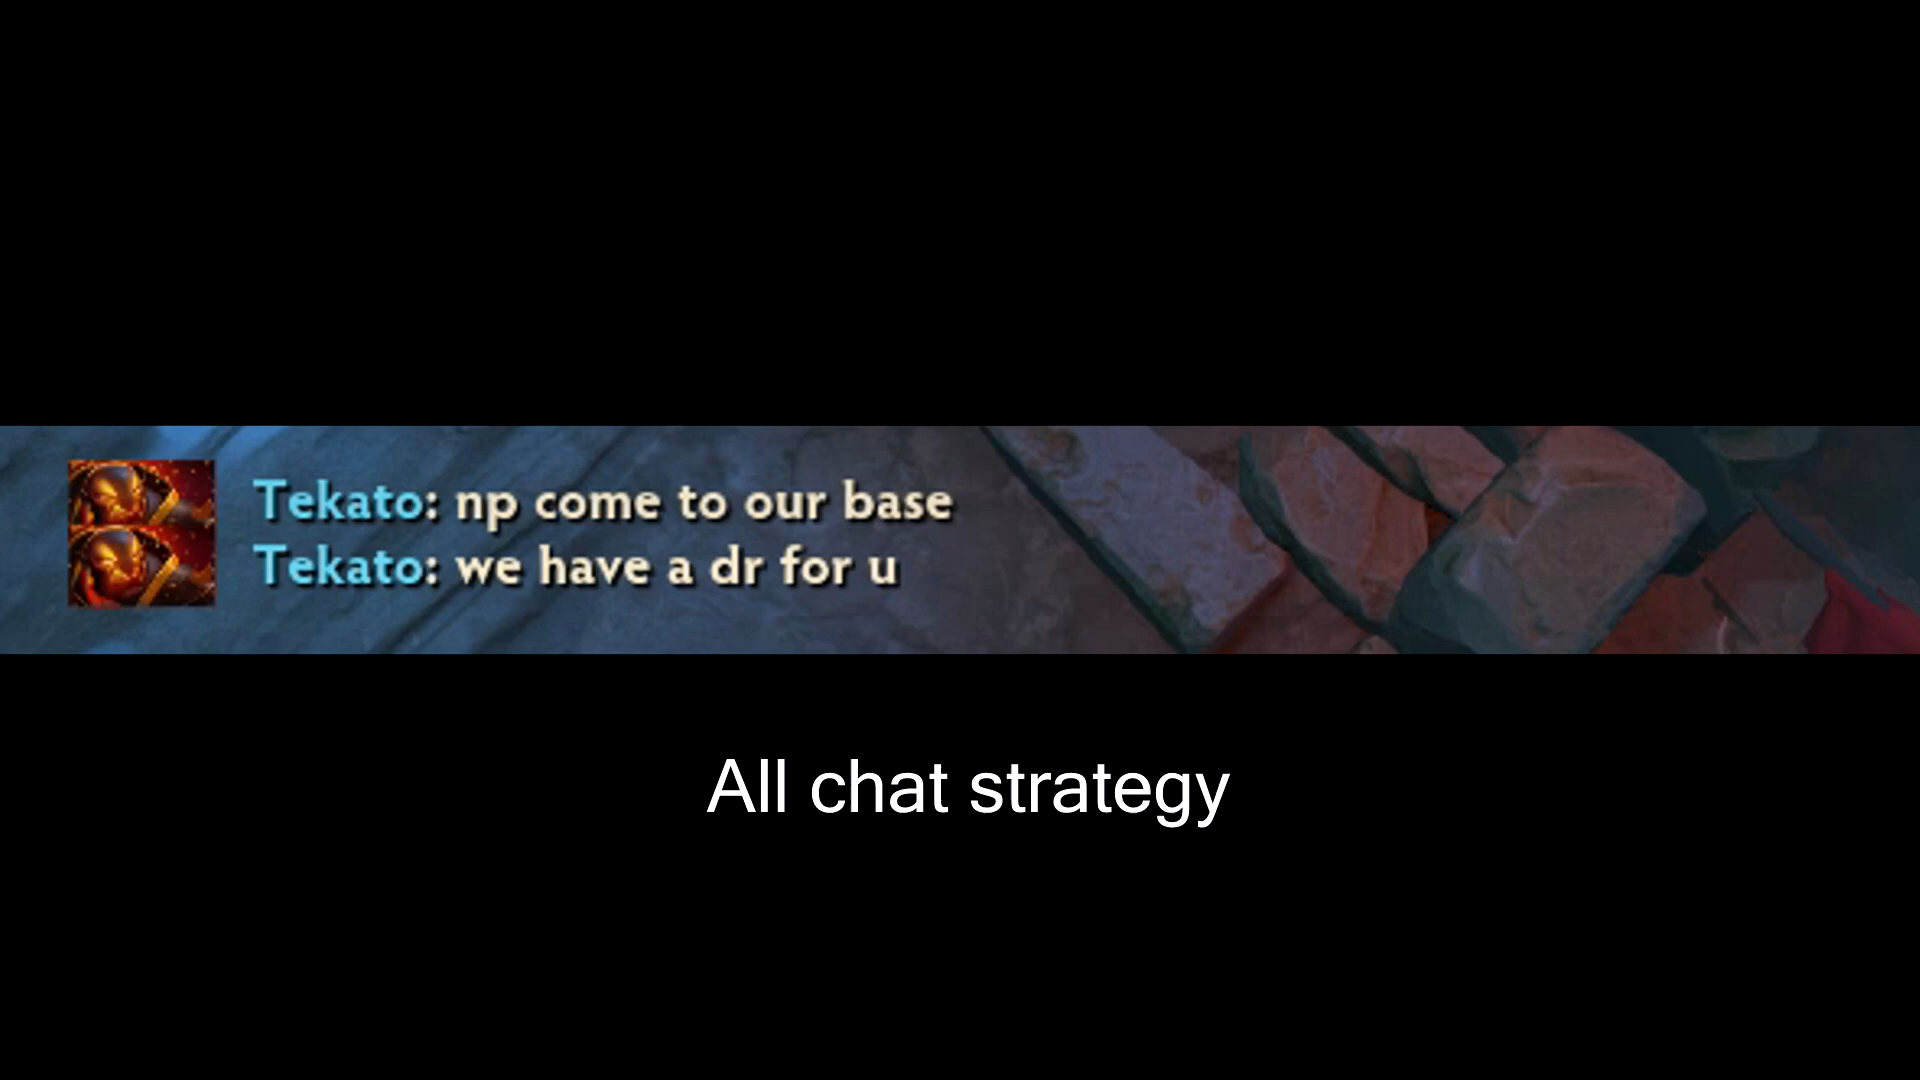 Tekato: np come to our base
Tekato: we have a dr for u
All chat strategy